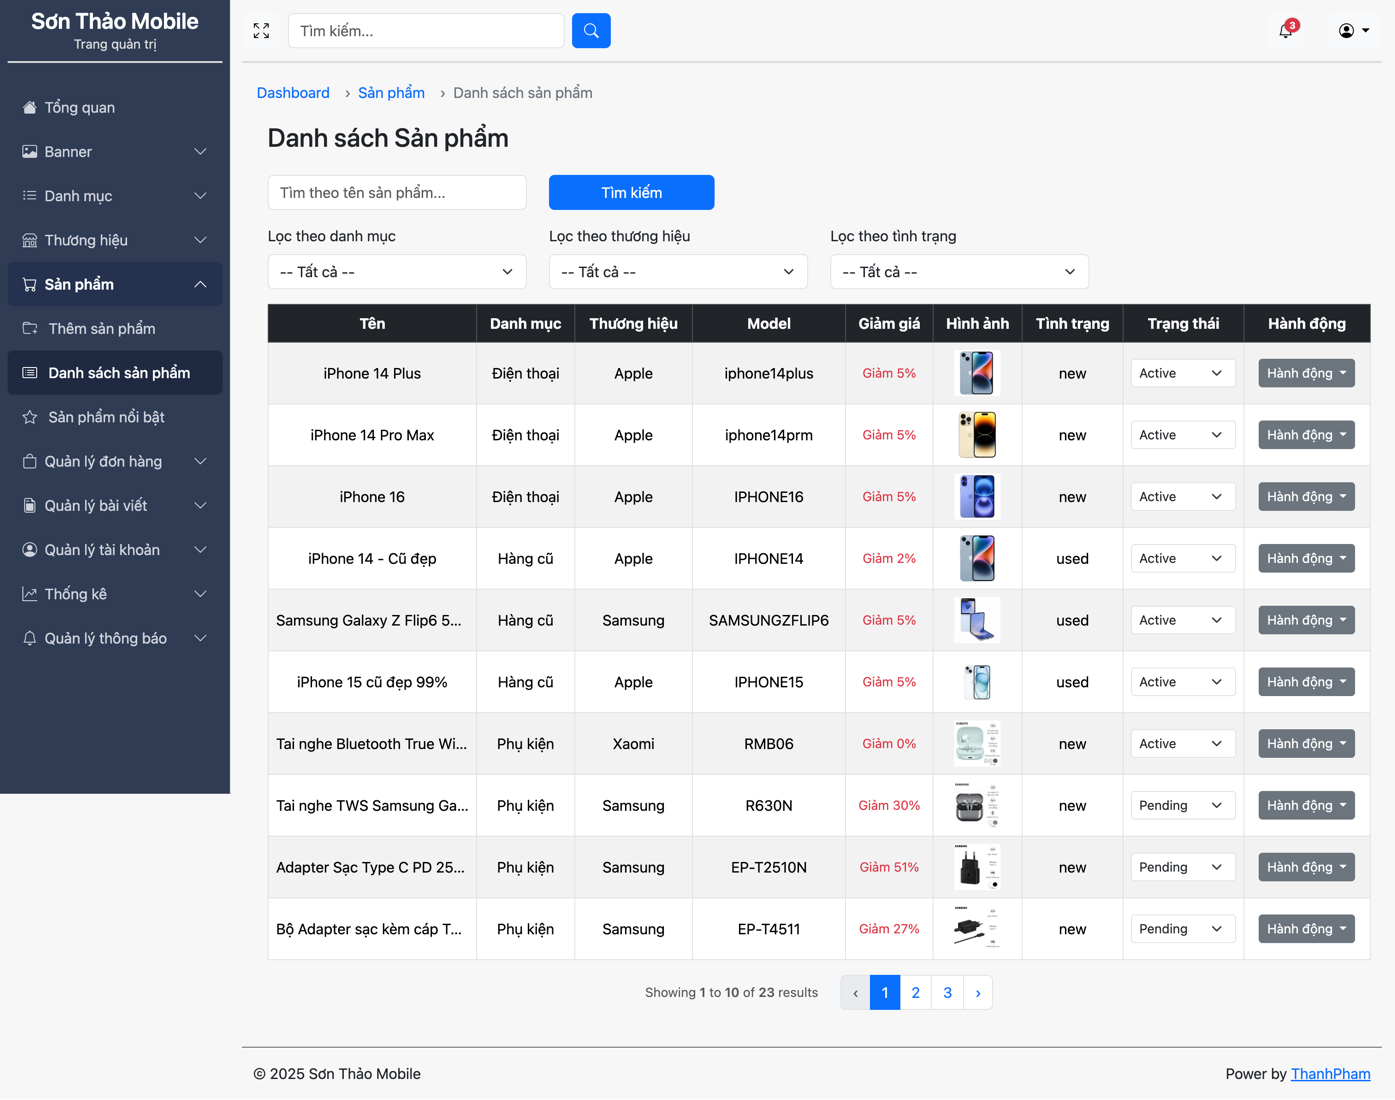 Sơn Thảo Mobile
Trang quản trị
Tìm kiếm...
3
Tổng quan
Banner
Danh mục
Thương hiệu
Sản phẩm
Thêm sản phẩm
Danh sách sản phẩm
Sản phẩm nổi bật
Quản lý đơn hàng
Quản lý bài viết
Quản lý tài khoản
Thống kê
Quản lý thông báo
Dashboard › Sản phẩm › Danh sách sản phẩm
Danh sách Sản phẩm
Tìm theo tên sản phẩm... Tìm kiếm
Lọc theo danh mục Lọc theo thương hiệu Lọc theo tình trạng
-- Tất cả -- -- Tất cả -- -- Tất cả --
Tên Danh mục Thương hiệu Model Giảm giá Hình ảnh Tình trạng Trạng thái Hành động
iPhone 14 Plus Điện thoại Apple iphone14plus Giảm 5% new Active Hành động
iPhone 14 Pro Max Điện thoại Apple iphone14prm Giảm 5% new Active Hành động
iPhone 16 Điện thoại Apple IPHONE16 Giảm 5% new Active Hành động
iPhone 14 - Cũ đẹp Hàng cũ Apple IPHONE14 Giảm 2% used Active Hành động
Samsung Galaxy Z Flip6 5... Hàng cũ Samsung SAMSUNGZFLIP6 Giảm 5% used Active Hành động
iPhone 15 cũ đẹp 99% Hàng cũ Apple IPHONE15 Giảm 5% used Active Hành động
Tai nghe Bluetooth True Wi... Phụ kiện Xaomi RMB06 Giảm 0% new Active Hành động
Tai nghe TWS Samsung Ga... Phụ kiện Samsung R630N Giảm 30% new Pending Hành động
Adapter Sạc Type C PD 25... Phụ kiện Samsung EP-T2510N Giảm 51% new Pending Hành động
Bộ Adapter sạc kèm cáp T... Phụ kiện Samsung EP-T4511 Giảm 27% new Pending Hành động
Showing 1 to 10 of 23 results ‹ 1 2 3 ›
© 2025 Sơn Thảo Mobile Power by ThanhPham